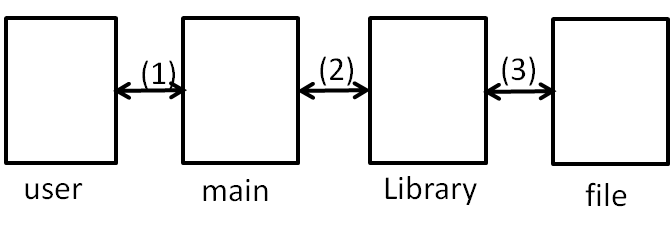 (1)
(2)
(3)
user
main
Library
file